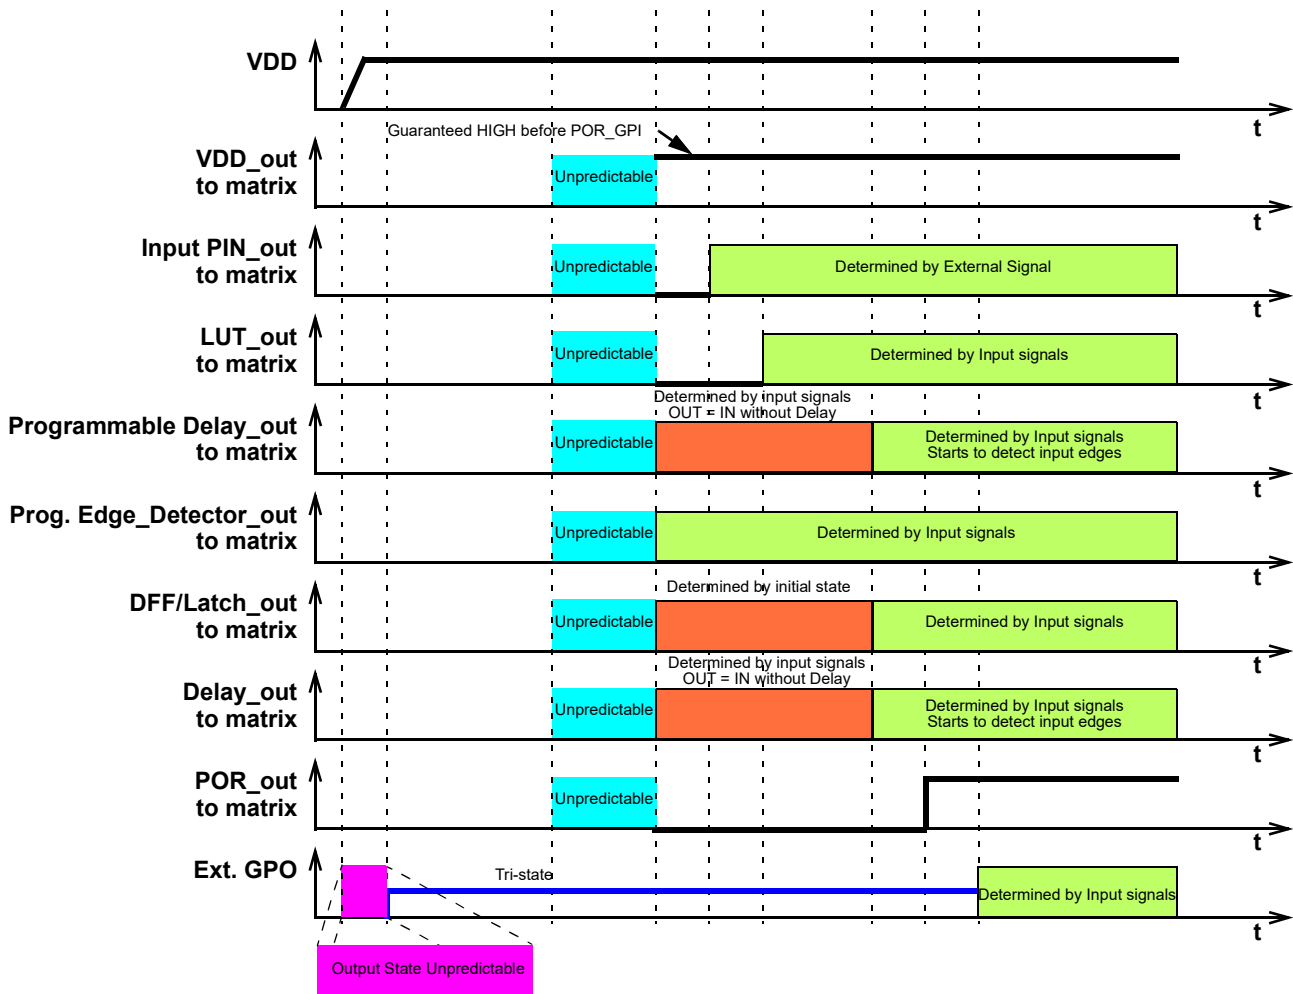 VDD
t
Guaranteed HIGH before POR_GPI
VDD_out
to matrix
Unpredictable
t
Input PIN_out
to matrix
Unpredictable
Determined by External Signal
t
LUT_out
to matrix
Unpredictable
Determined by Input signals
t
Determined by input signals
OUT = IN without Delay
Programmable Delay_out
to matrix
Unpredictable
Determined by Input signals
Starts to detect input edges
t
Prog. Edge_Detector_out
to matrix
Unpredictable
Determined by Input signals
t
Determined by initial state
DFF/Latch_out
to matrix
Unpredictable
Determined by Input signals
t
Determined by input signals
OUT = IN without Delay
Delay_out
to matrix
Unpredictable
Determined by Input signals
Starts to detect input edges
t
POR_out
to matrix
Unpredictable
t
Ext. GPO
Tri-state
Determined by Input signals
t
Output State Unpredictable